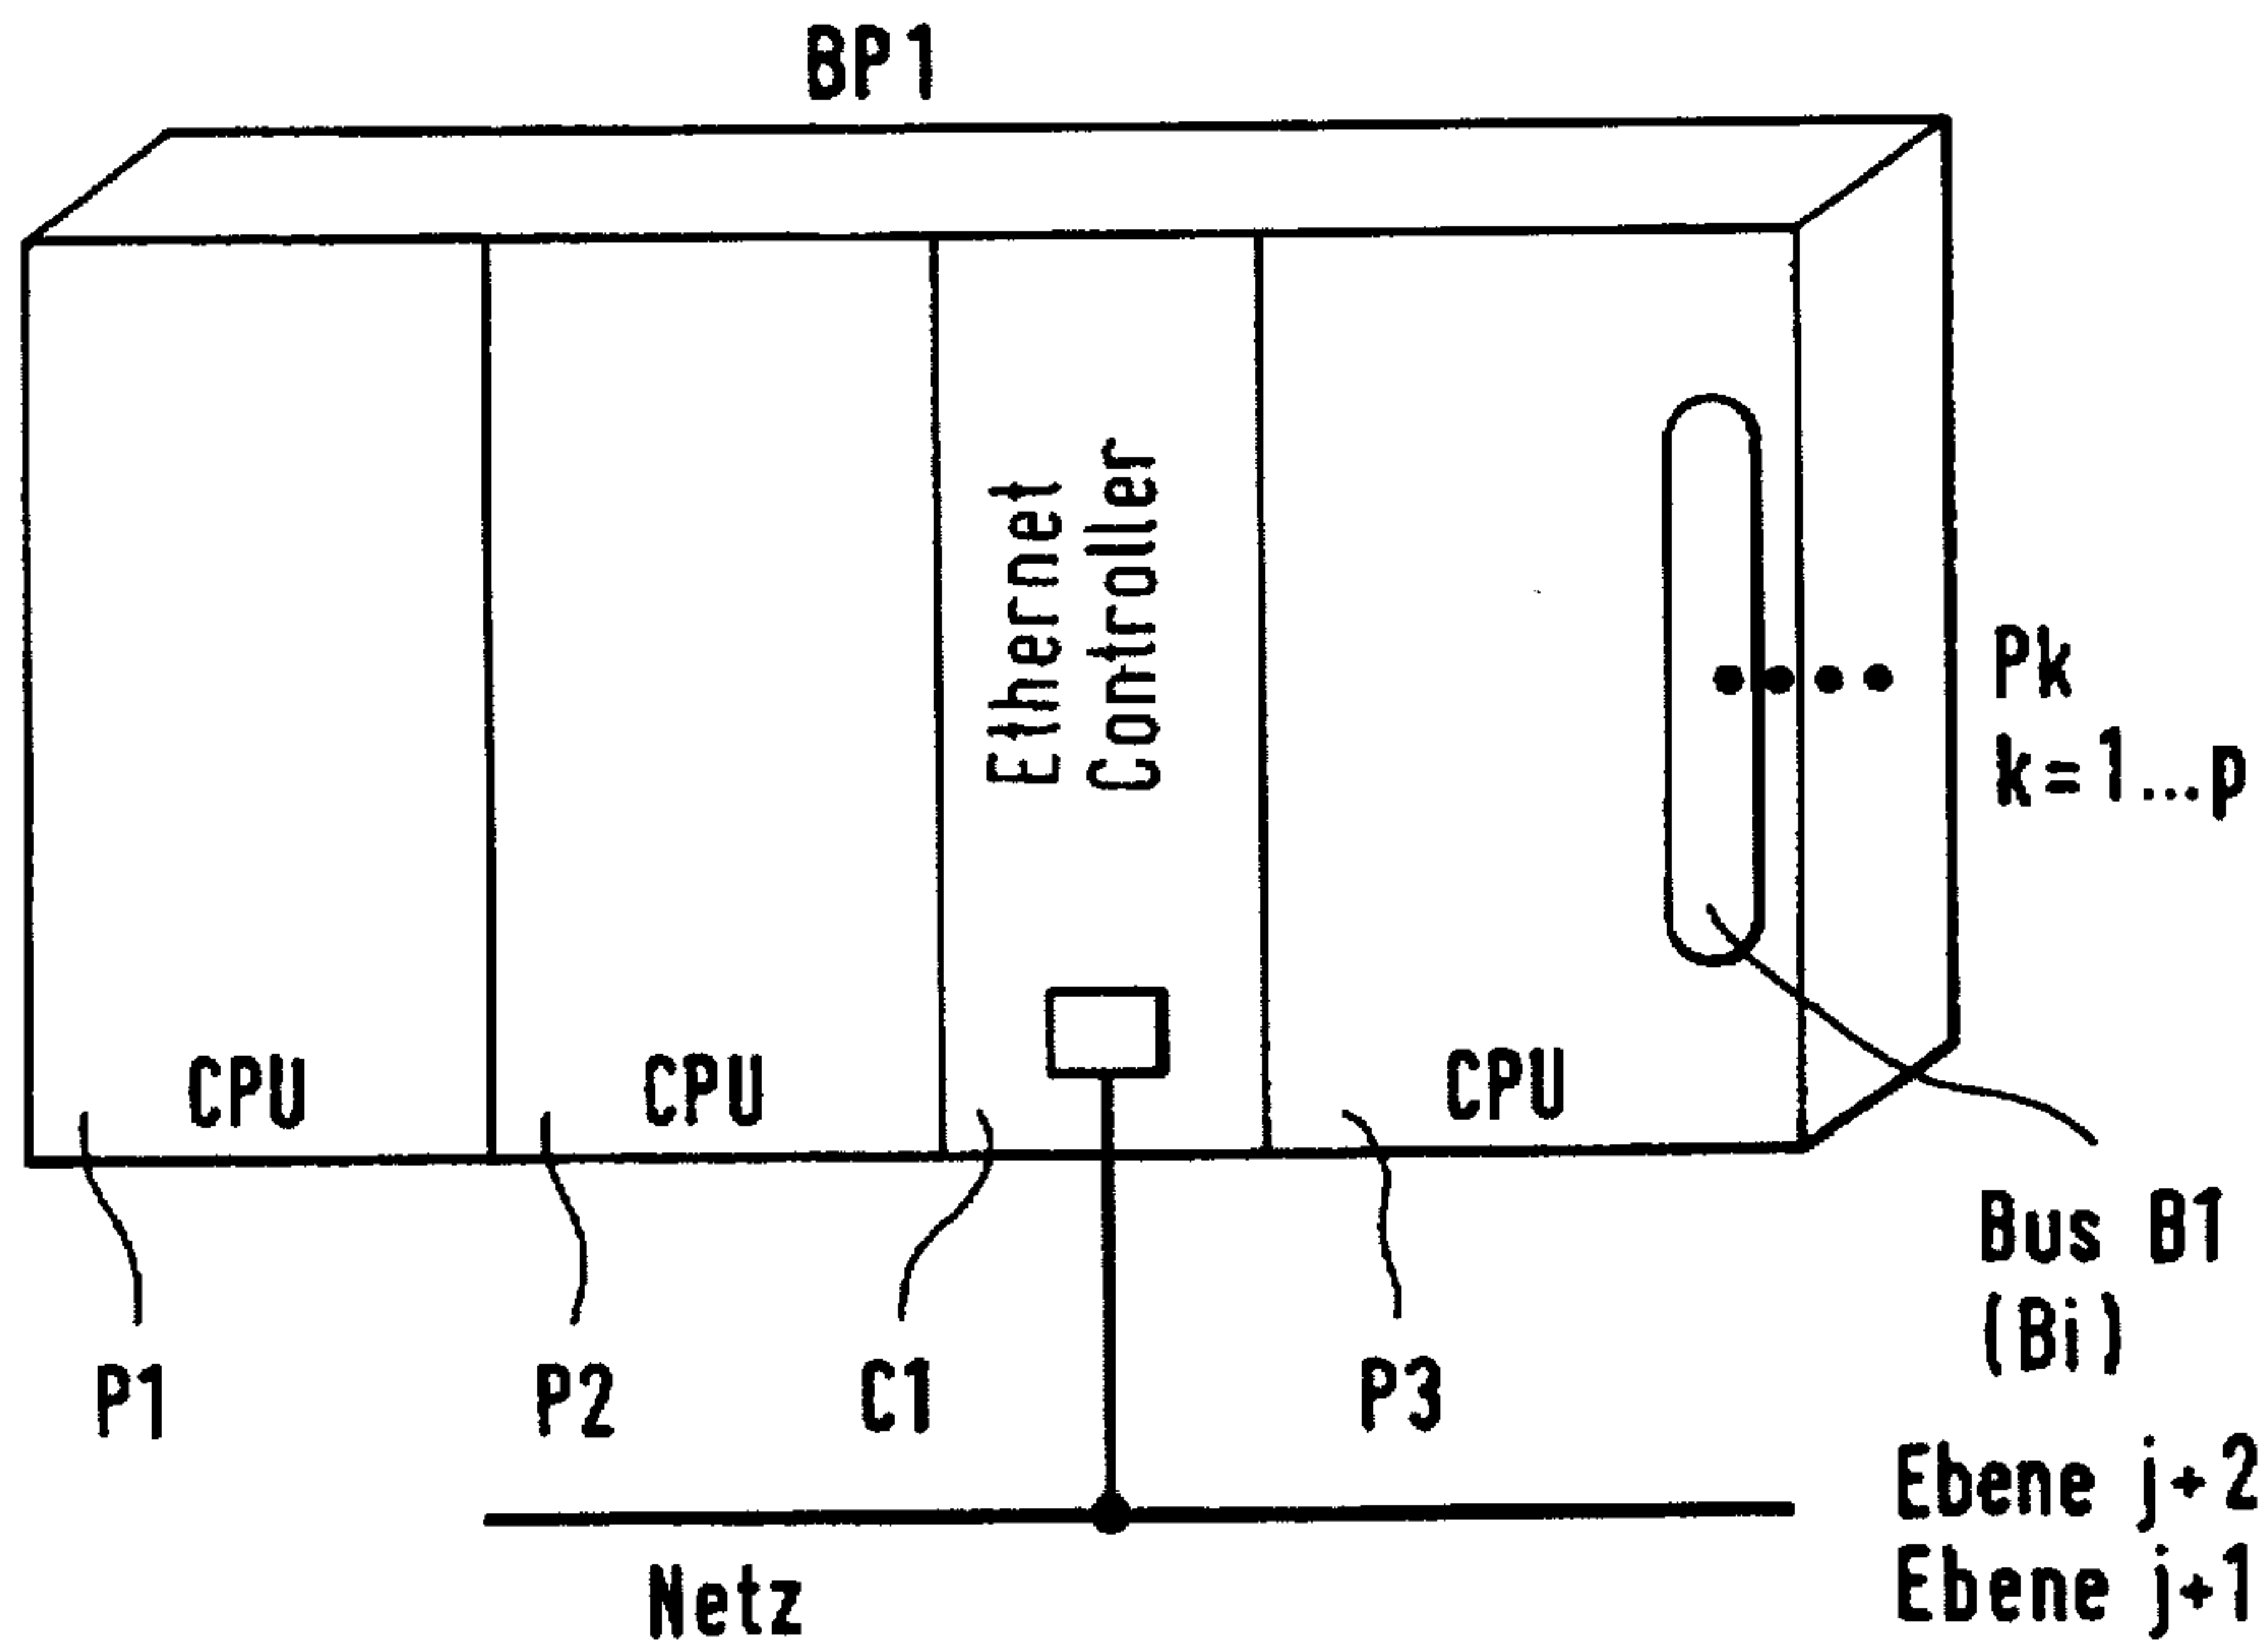 BP1
Ethernet
Controller
Pk
k=1...p
CPU
CPU
CPU
Bus B1
(Bi)
P1
P2
C1
P3
Ebene j+2
Ebene j+1
Netz